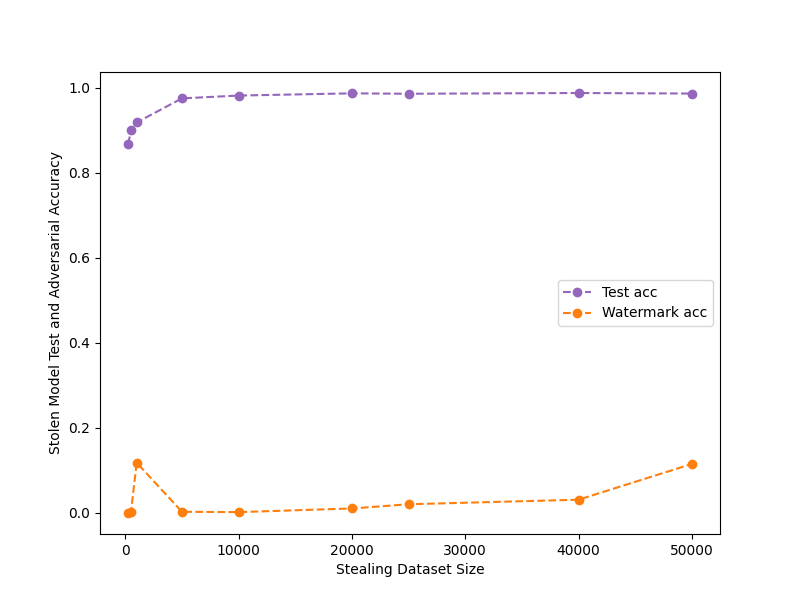 1.0
0.8
0.6
0.4
0.2
0.0
Stolen Model Test and Adversarial Accuracy
Test acc
Watermark acc
0 10000 20000 30000 40000 50000
Stealing Dataset Size